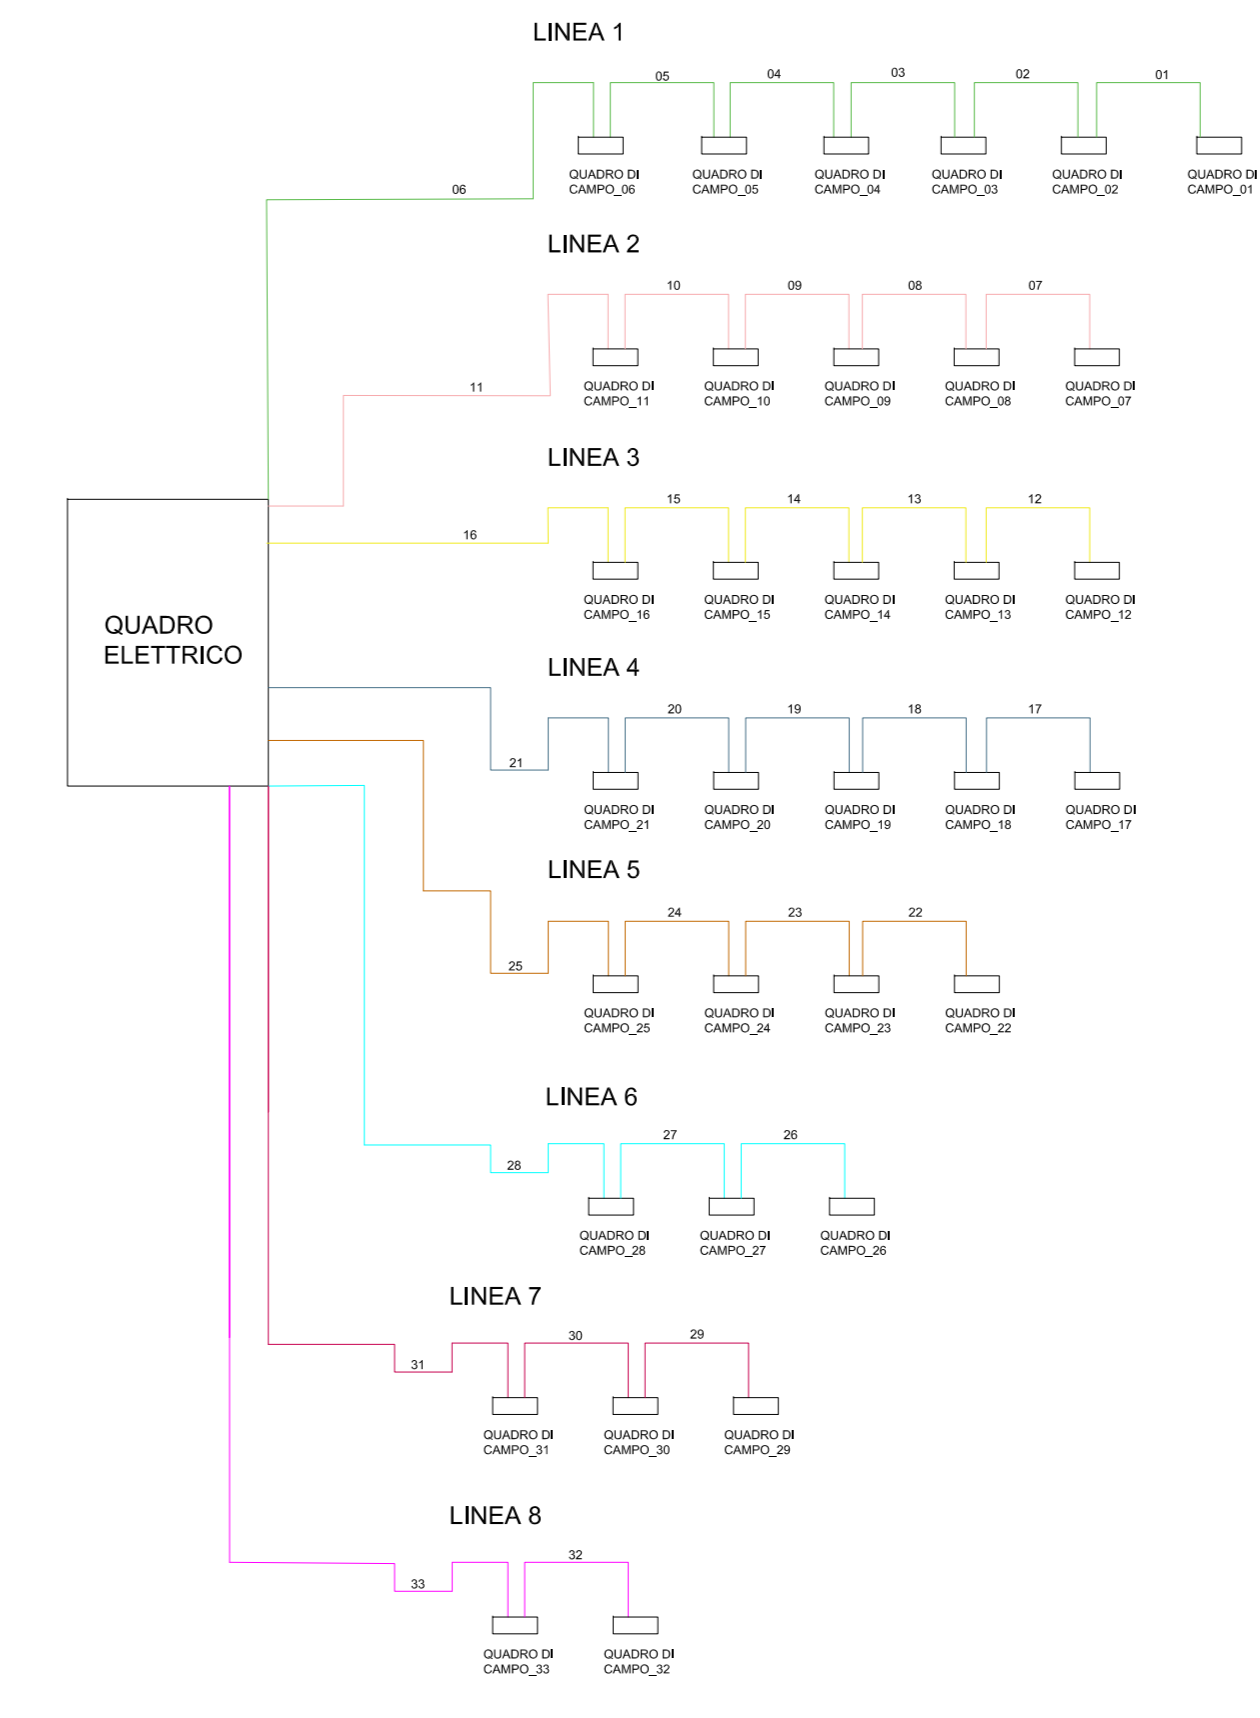 LINEA 1
05
04
03
02
01
QUADRO DI
CAMPO_06
QUADRO DI
CAMPO_05
QUADRO DI
CAMPO_04
QUADRO DI
CAMPO_03
QUADRO DI
CAMPO_02
QUADRO DI
CAMPO_01
06
LINEA 2
10
09
08
07
QUADRO DI
CAMPO_11
QUADRO DI
CAMPO_10
QUADRO DI
CAMPO_09
QUADRO DI
CAMPO_08
QUADRO DI
CAMPO_07
11
LINEA 3
15
14
13
12
16
QUADRO DI
CAMPO_16
QUADRO DI
CAMPO_15
QUADRO DI
CAMPO_14
QUADRO DI
CAMPO_13
QUADRO DI
CAMPO_12
QUADRO
ELETTRICO
LINEA 4
20
19
18
17
21
QUADRO DI
CAMPO_21
QUADRO DI
CAMPO_20
QUADRO DI
CAMPO_19
QUADRO DI
CAMPO_18
QUADRO DI
CAMPO_17
LINEA 5
24
23
22
25
QUADRO DI
CAMPO_25
QUADRO DI
CAMPO_24
QUADRO DI
CAMPO_23
QUADRO DI
CAMPO_22
LINEA 6
27
26
28
QUADRO DI
CAMPO_28
QUADRO DI
CAMPO_27
QUADRO DI
CAMPO_26
LINEA 7
30
29
31
QUADRO DI
CAMPO_31
QUADRO DI
CAMPO_30
QUADRO DI
CAMPO_29
LINEA 8
32
33
QUADRO DI
CAMPO_33
QUADRO DI
CAMPO_32